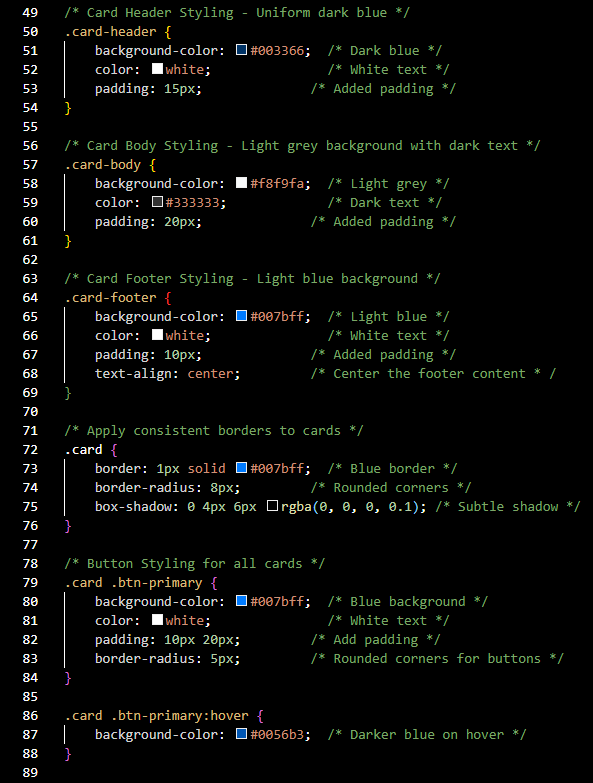 49 /* Card Header Styling - Uniform dark blue */
50 .card-header {
51     background-color: #003366;  /* Dark blue */
52     color: white;               /* White text */
53     padding: 15px;              /* Added padding */
54 }
55
56 /* Card Body Styling - Light grey background with dark text */
57 .card-body {
58     background-color: #f8f9fa;  /* Light grey */
59     color: #333333;             /* Dark text */
60     padding: 20px;              /* Added padding */
61 }
62
63 /* Card Footer Styling - Light blue background */
64 .card-footer {
65     background-color: #007bff;  /* Light blue */
66     color: white;               /* White text */
67     padding: 10px;              /* Added padding */
68     text-align: center;         /* Center the footer content * /
69 }
70
71 /* Apply consistent borders to cards */
72 .card {
73     border: 1px solid #007bff;  /* Blue border */
74     border-radius: 8px;         /* Rounded corners */
75     box-shadow: 0 4px 6px rgba(0, 0, 0, 0.1); /* Subtle shadow */
76 }
77
78 /* Button Styling for all cards */
79 .card .btn-primary {
80     background-color: #007bff;  /* Blue background */
81     color: white;               /* White text */
82     padding: 10px 20px;         /* Add padding */
83     border-radius: 5px;         /* Rounded corners for buttons */
84 }
85
86 .card .btn-primary:hover {
87     background-color: #0056b3;  /* Darker blue on hover */
88 }
89